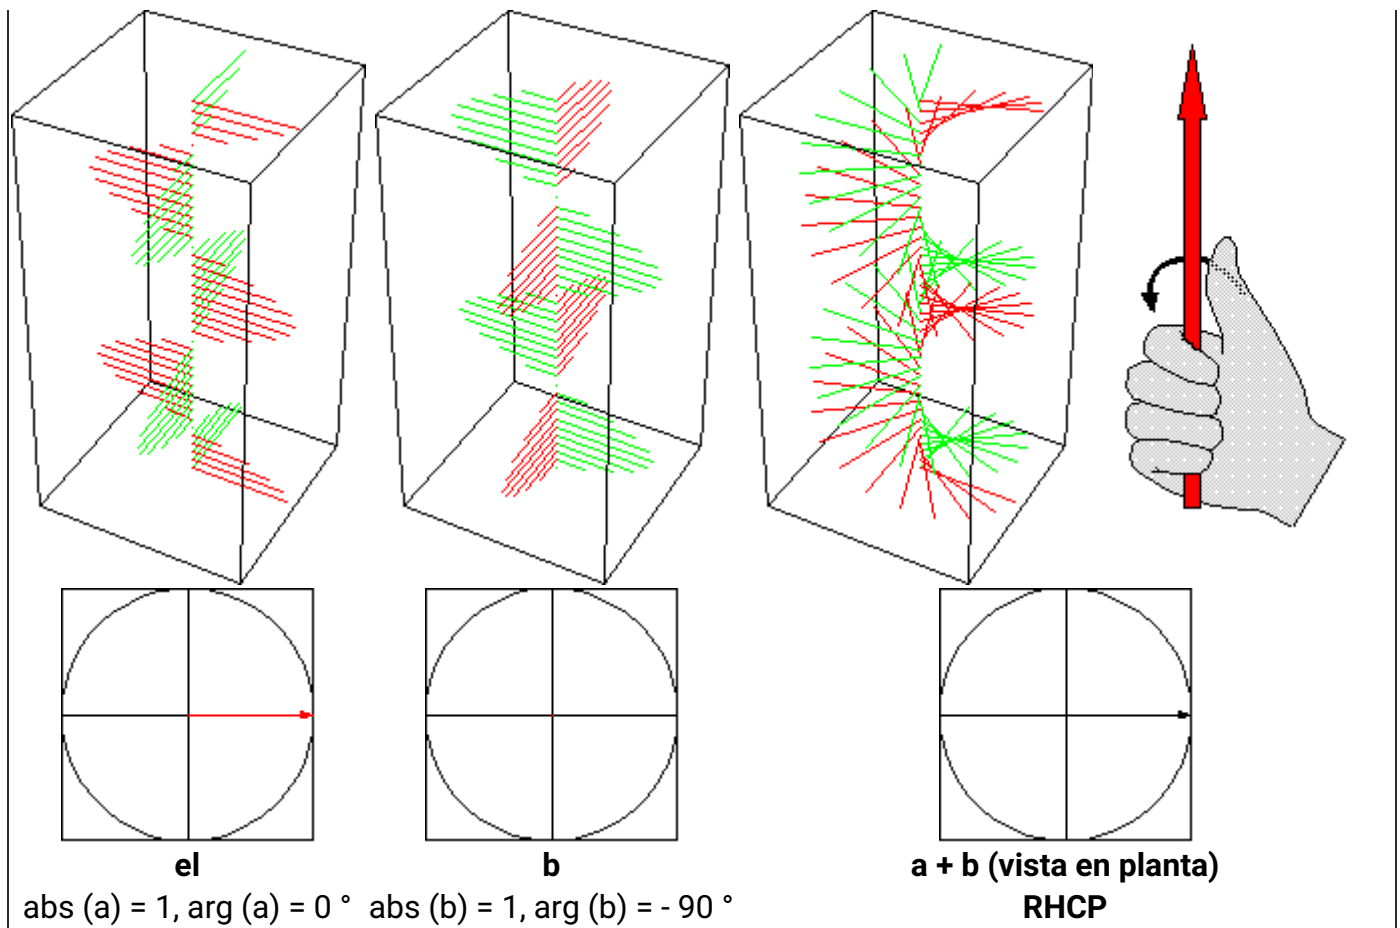 el
b
a + b (vista en planta)
abs (a) = 1, arg (a) = 0 °
abs (b) = 1, arg (b) = - 90 °
RHCP